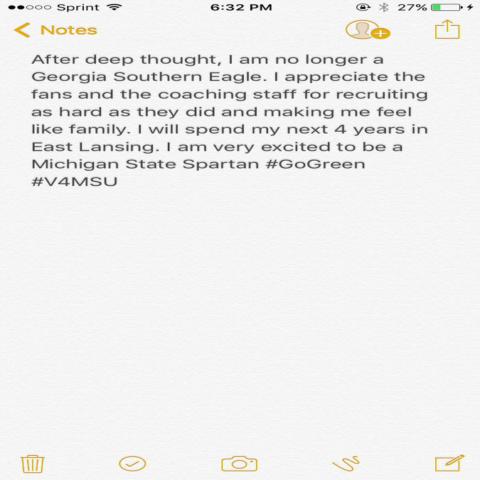 Sprint 6:32 PM 27%
Notes
After deep thought, I am no longer a
Georgia Southern Eagle. I appreciate the
fans and the coaching staff for recruiting
as hard as they did and making me feel
like family. I will spend my next 4 years in
East Lansing. I am very excited to be a
Michigan State Spartan #GoGreen
#V4MSU